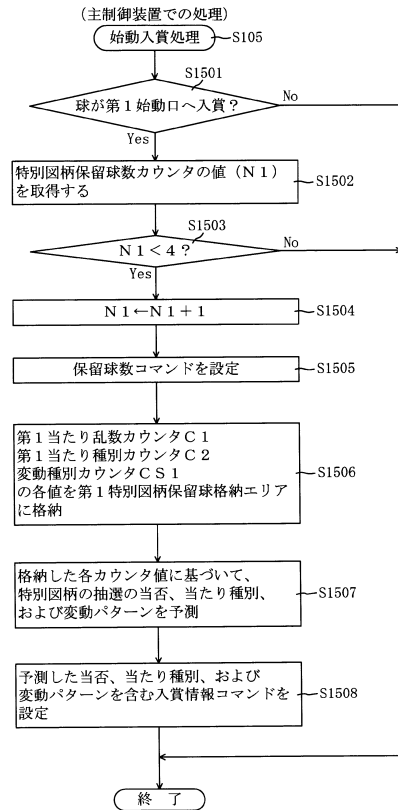 （主制御装置での処理）
始動入賞処理
S105
S1501
球が第１始動口へ入賞？
No
Yes
特別図柄保留球数カウンタの値（Ｎ１）
を取得する
S1502
S1503
Ｎ１＜４？
No
Yes
Ｎ１←Ｎ１＋１
S1504
保留球数コマンドを設定
S1505
第１当たり乱数カウンタＣ１
第１当たり種別カウンタＣ２
変動種別カウンタＣＳ１
の各値を第１特別図柄保留球格納エリア
に格納
S1506
格納した各カウンタ値に基づいて、
特別図柄の抽選の当否、当たり種別、
および変動パターンを予測
S1507
予測した当否、当たり種別、および
変動パターンを含む入賞情報コマンドを
設定
S1508
終　了